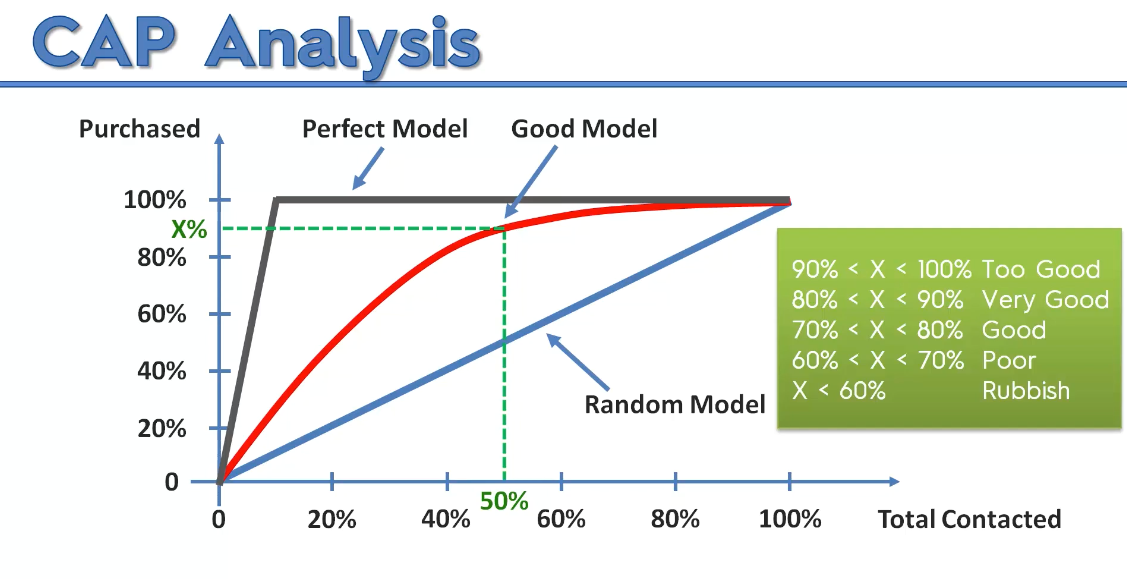 CAP Analysis
Purchased
Perfect Model
Good Model
100%
X%
80%
60%
40%
20%
0
90% < X < 100% Too Good
80% < X < 90% Very Good
70% < X < 80% Good
60% < X < 70% Poor
X < 60% Rubbish
Random Model
50%
0
20%
40%
60%
80%
100%
Total Contacted